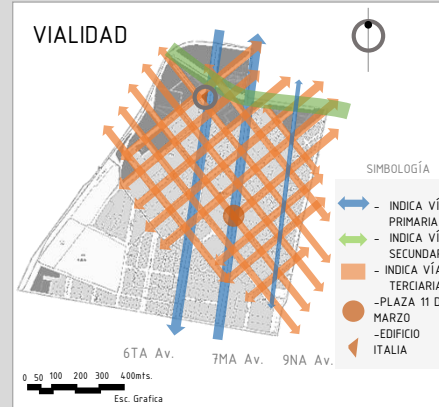 VIALIDAD
SIMBOLOGÍA
- INDICA VÍ
PRIMARIA
- INDICA VÍ
SECUNDAR
- INDICA VÍA
TERCIARIA
-PLAZA 11 D
MARZO
-EDIFICIO
ITALIA
6TA Av. 7MA Av. 9NA AV.
0 50 100 200 300 400mts.
Esc. Grafica